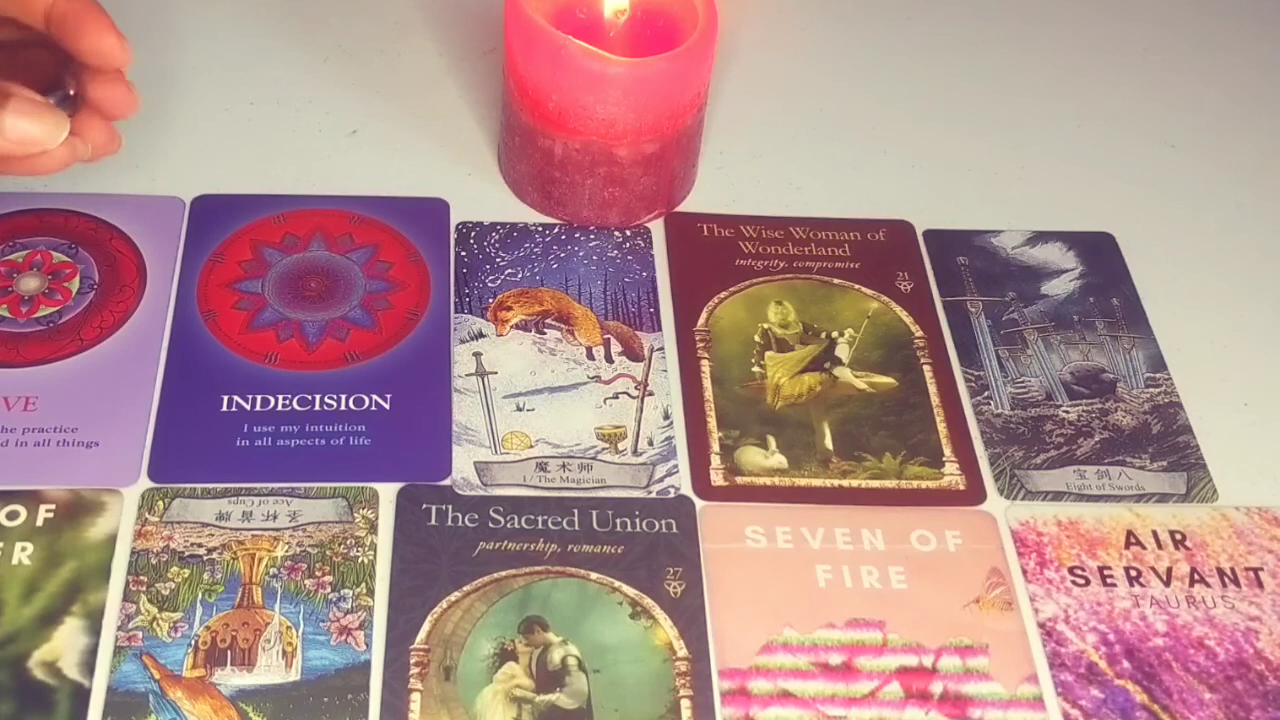 VE
he practice
d in all things
INDECISION
I use my intuition
in all aspects of life
魔术师
1/ The Magician
The Wise Woman of
Wonderland
integrity, compromise
21
宝剑八
Eight of Swords
OF
ER
Ace of Cups
圣杯首牌
The Sacred Union
partnership, romance
27
SEVEN OF
FIRE
AIR
SERVANT
TAURUS